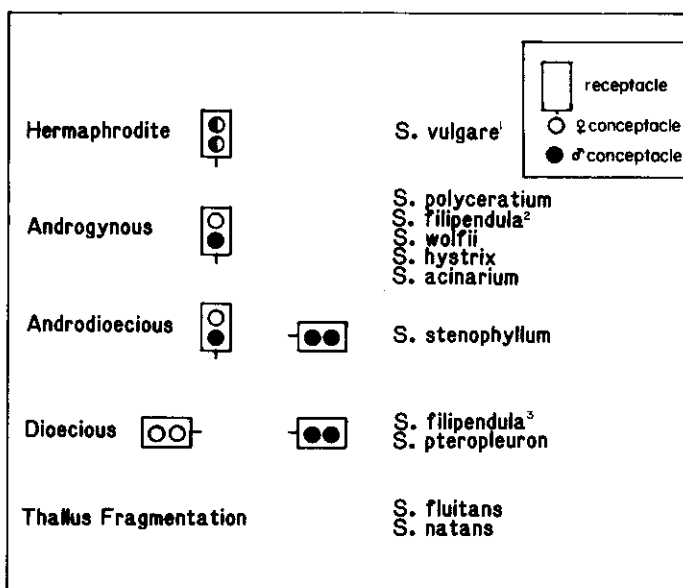 receptacle
♀ conceptacle
♂ conceptacle
Hermaphrodite S. vulgare¹
Androgynous S. polyceratium
S. filipendula²
S. wolfii
S. hystrix
S. acinarium
Androdioecious S. stenophyllum
Dioecious S. filipendula³
S. pteropleuron
Thallus Fragmentation S. fluitans
S. natans